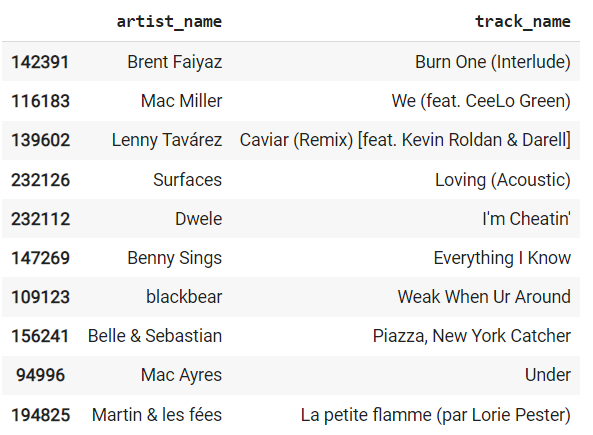 artist_name track_name
142391 Brent Faiyaz Burn One (Interlude)
116183 Mac Miller We (feat. CeeLo Green)
139602 Lenny Tavárez Caviar (Remix) [feat. Kevin Roldan & Darell]
232126 Surfaces Loving (Acoustic)
232112 Dwele I'm Cheatin'
147269 Benny Sings Everything I Know
109123 blackbear Weak When Ur Around
156241 Belle & Sebastian Piazza, New York Catcher
94996 Mac Ayres Under
194825 Martin & les fées La petite flamme (par Lorie Pester)